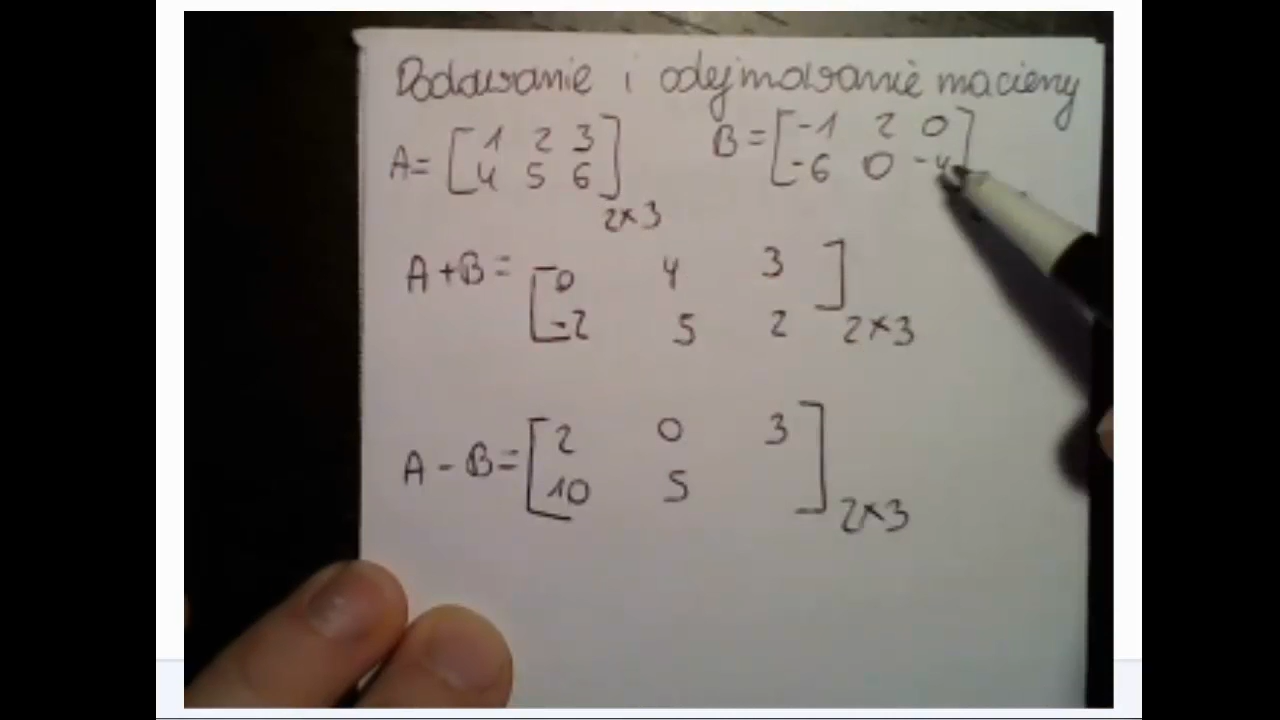 Dodawanie i odejmowanie macierzy
A= [ 1 2 3 B= [ -1 2 0 ]
4 5 6 ] 2×3 -6 0 -4
A+B= [ 0 4 3 ]
-2 5 2 2×3
A-B= [ 2 0 3 ]
10 5 2×3